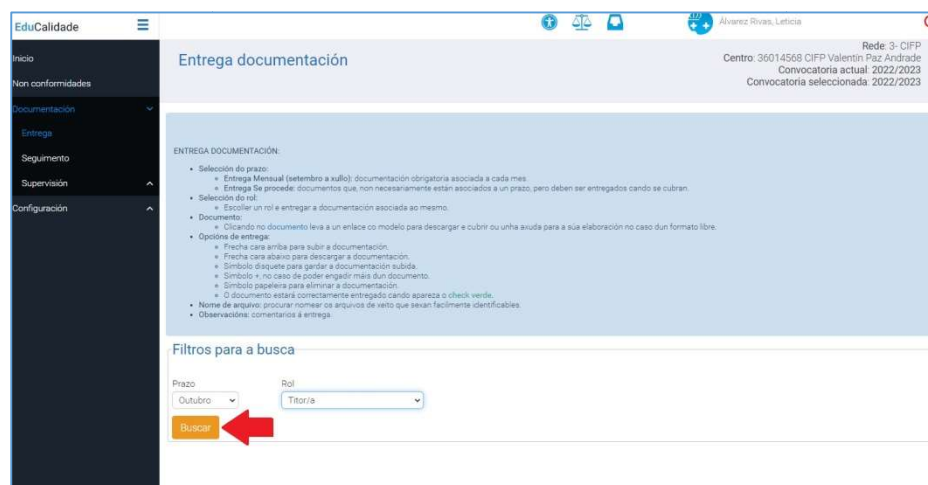 EduCalidade
Álvarez Rivas, Leticia
Inicio
Non conformidades
Documentación
Entrega
Seguimento
Supervisión
Configuración
Entrega documentación
Rede: 3- CIFP
Centro: 36014568 CIFP Valentín Paz Andrade
Convocatoria actual: 2022/2023
Convocatoria seleccionada: 2022/2023
ENTREGA DOCUMENTACIÓN:
• Selección do prazo:
Entrega Mensual (setembro a xullo): documentación obrigatoria asociada a cada mes.
Entrega Se procede: documentos que, non necesariamente están asociados a un prazo, pero deben ser entregados cando se cubran.
• Selección do rol:
Escoller un rol e entregar a documentación asociada ao mesmo.
• Documento:
Clicando no documento leva a un enlace co modelo para descargar e cubrir ou unha axuda para a súa elaboración no caso dun formato libre.
• Opcións de entrega:
Frecha cara arriba para subir a documentación.
Frecha cara abaixo para descargar a documentación.
Símbolo disquete para gardar a documentación subida.
Símbolo +, no caso de poder engadir máis dun documento.
Símbolo papeleira para eliminar a documentación.
O documento estará correctamente entregado cando apareza o check verde.
• Nome de arquivo: procurar nomear os arquivos de xeito que sexan facilmente identificables.
• Observacións: comentarios á entrega.
Filtros para a busca
Prazo
Rol
Outubro
Titor/a
Buscar